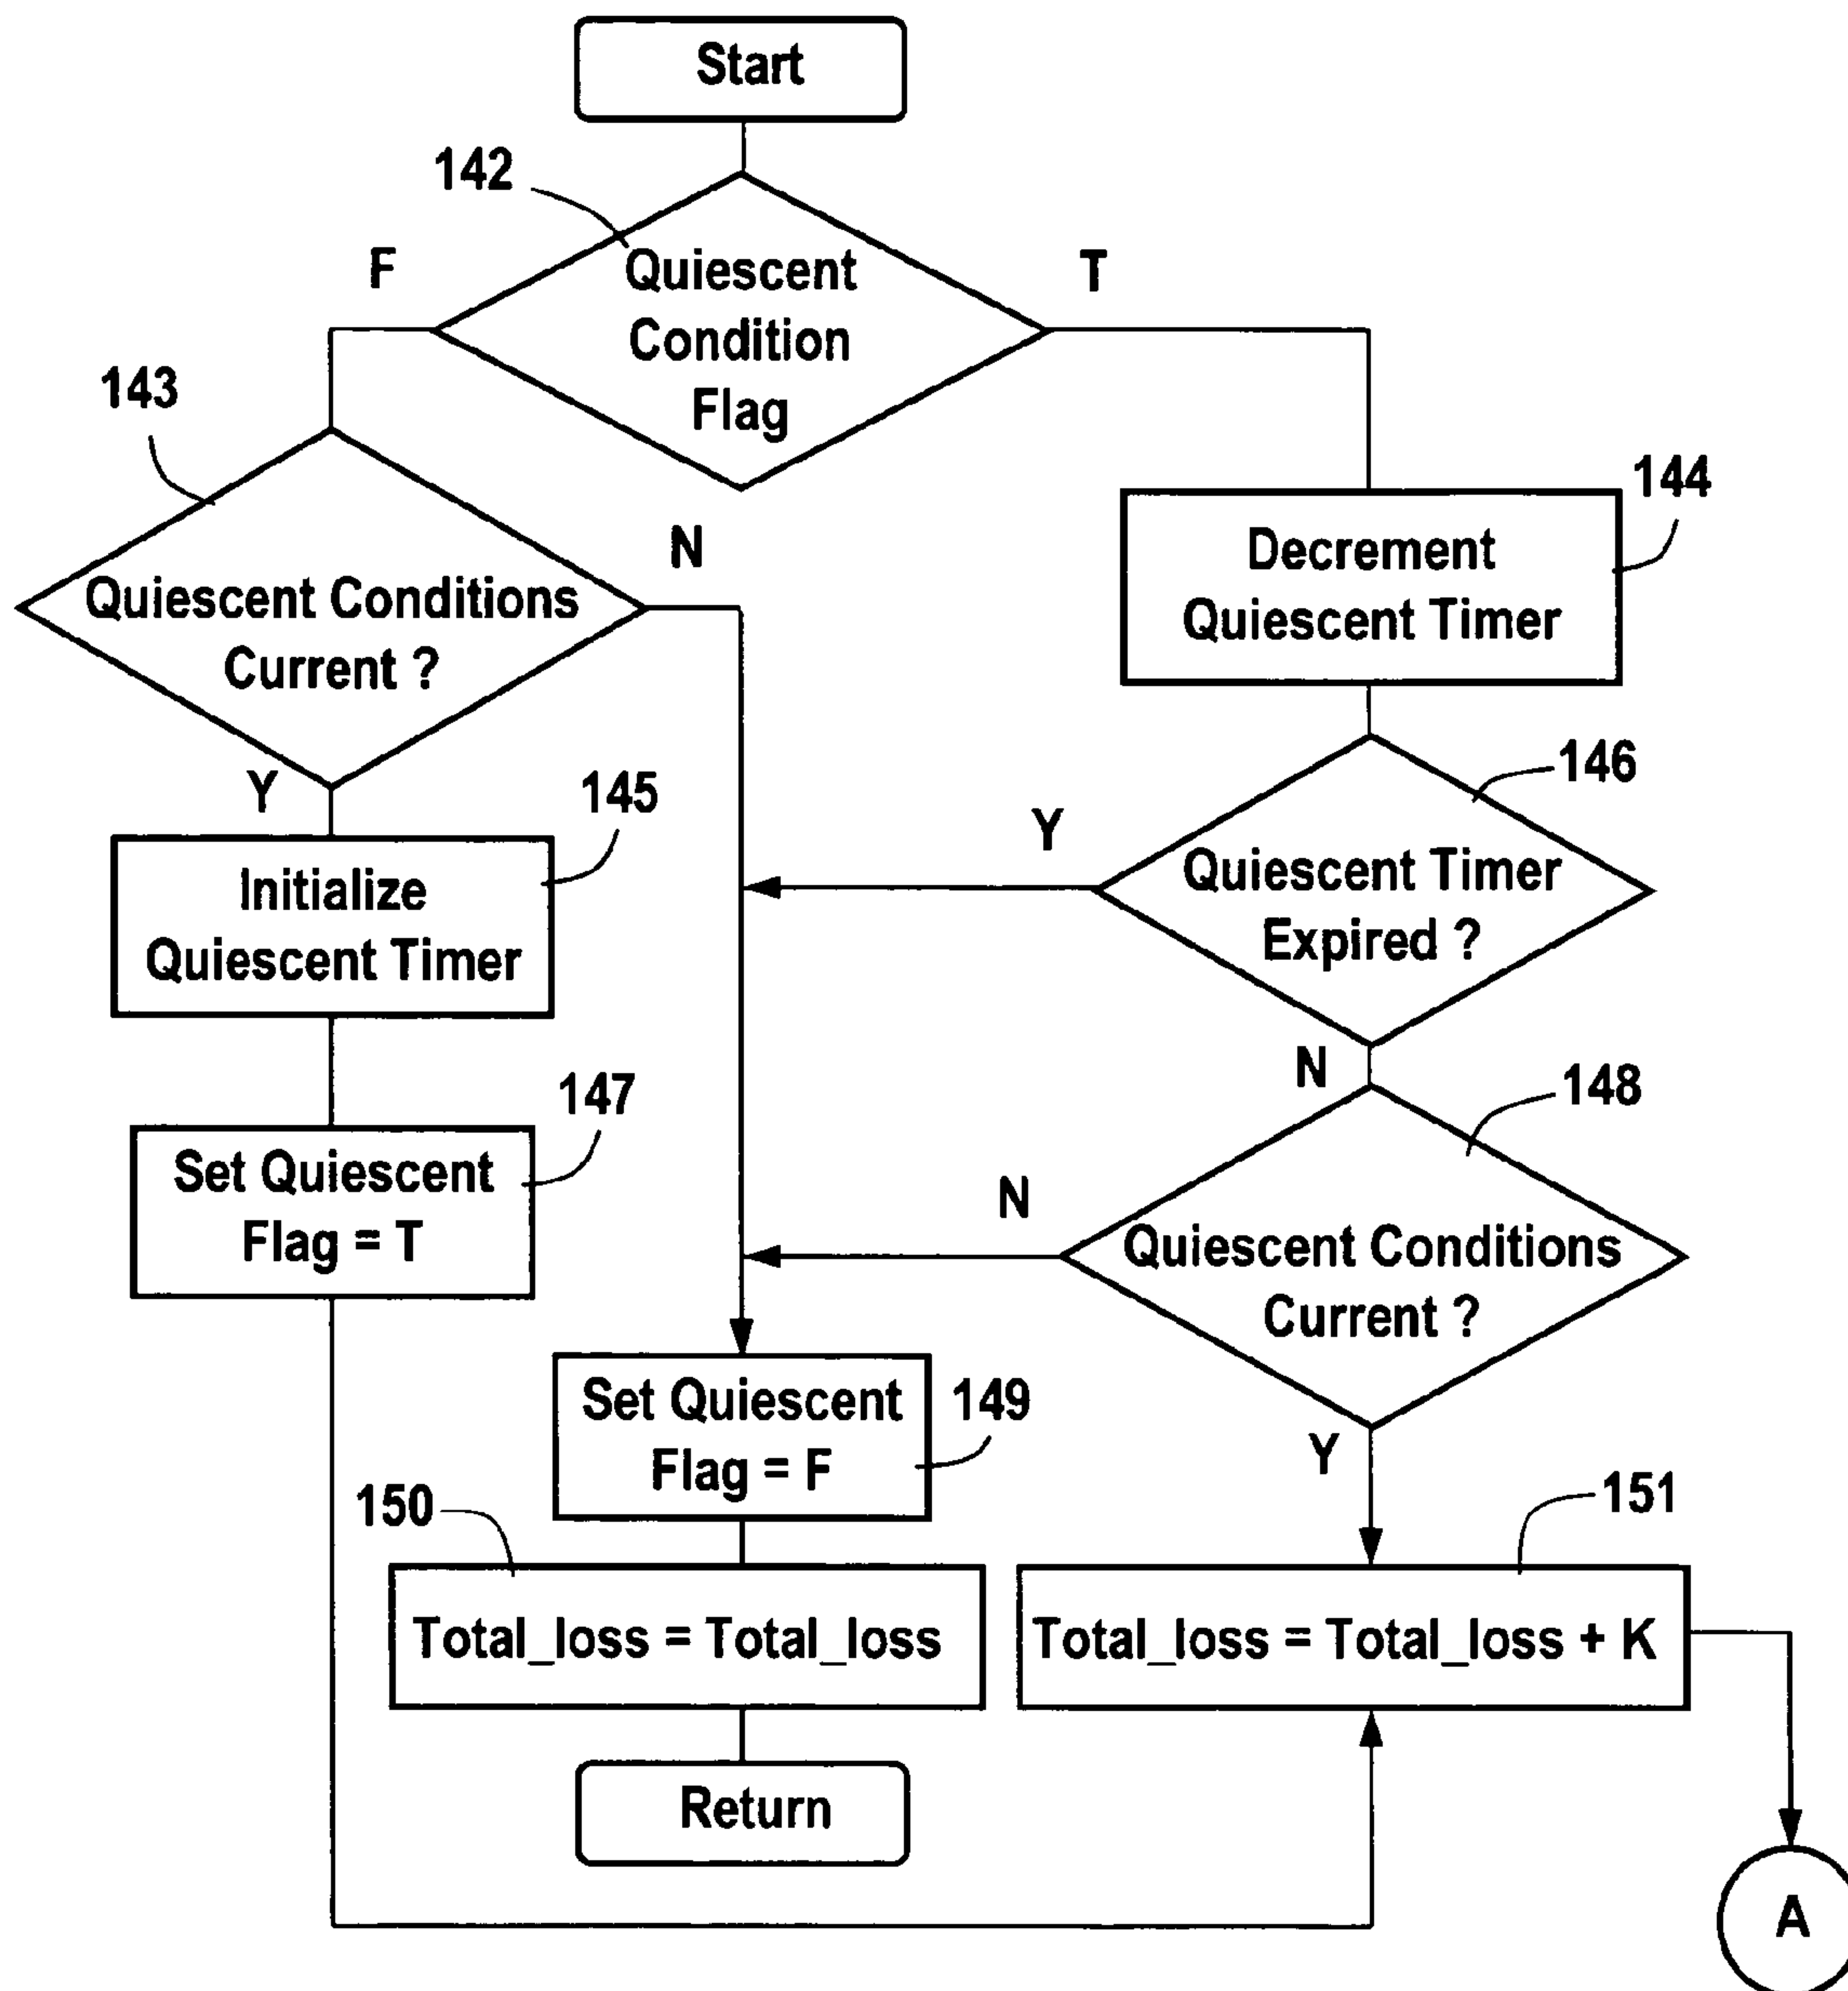 Start
142
F
Quiescent
Condition
Flag
T
143
Quiescent Conditions
Current ?
N
144
Decrement
Quiescent Timer
Y
145
146
Y
Initialize
Quiescent Timer
Quiescent Timer
Expired ?
N
147
148
Set Quiescent
Flag = T
N
Quiescent Conditions
Current ?
Set Quiescent
Flag = F
149
Y
150
151
Total_loss = Total_loss
Total_loss = Total_loss + K
Return
A